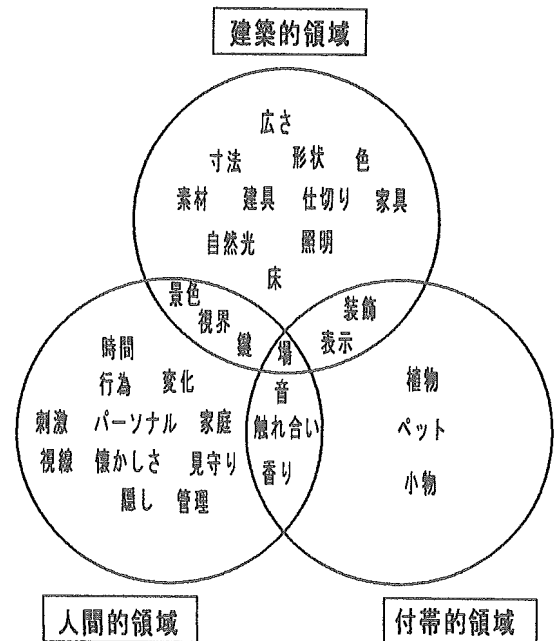 建築的領域
広さ
寸法 形状 色
素材 建具 仕切り 家具
自然光 照明
床
景色 装飾
視界 表示
鍵 場
時間 音 植物
行為 変化
刺激 パーソナル 家庭 触れ合い ペット
視線 懐かしさ 見守り 香り 小物
隠し 管理
人間的領域 付帯的領域